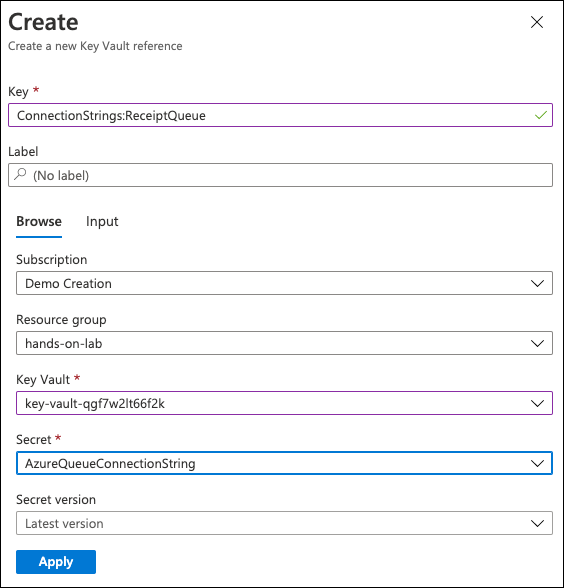 Create
Create a new Key Vault reference
Key *
ConnectionStrings:ReceiptQueue
Label
(No label)
Browse Input
Subscription
Demo Creation
Resource group
hands-on-lab
Key Vault *
key-vault-qgf7w2lt66f2k
Secret *
AzureQueueConnectionString
Secret version
Latest version
Apply